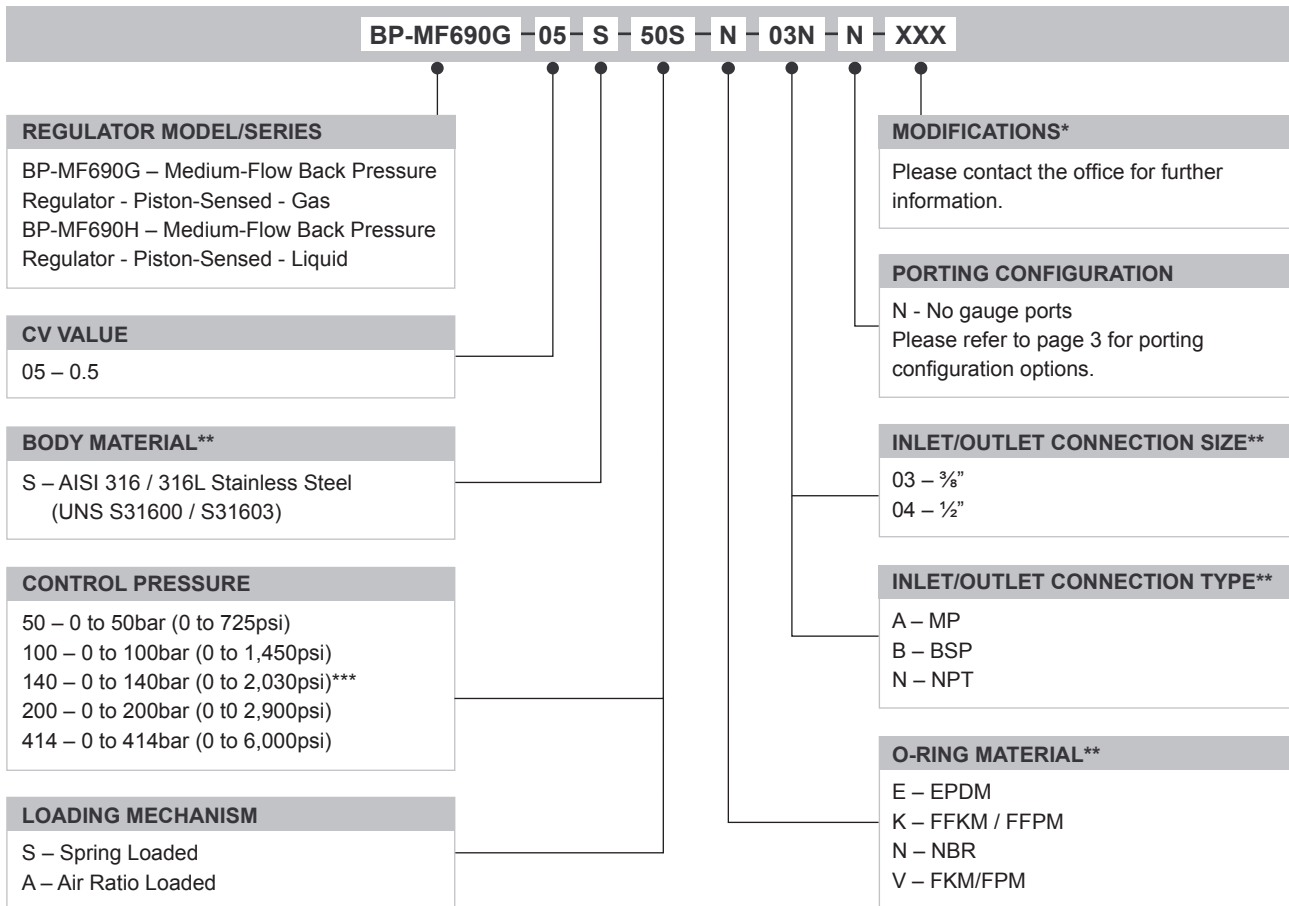 BP-MF690G 05 S 50S N 03N N XXX
REGULATOR MODEL/SERIES
BP-MF690G – Medium-Flow Back Pressure
Regulator - Piston-Sensed - Gas
BP-MF690H – Medium-Flow Back Pressure
Regulator - Piston-Sensed - Liquid
CV VALUE
05 – 0.5
BODY MATERIAL**
S – AISI 316 / 316L Stainless Steel
(UNS S31600 / S31603)
CONTROL PRESSURE
50 – 0 to 50bar (0 to 725psi)
100 – 0 to 100bar (0 to 1,450psi)
140 – 0 to 140bar (0 to 2,030psi)***
200 – 0 to 200bar (0 t0 2,900psi)
414 – 0 to 414bar (0 to 6,000psi)
LOADING MECHANISM
S – Spring Loaded
A – Air Ratio Loaded
MODIFICATIONS*
Please contact the office for further
information.
PORTING CONFIGURATION
N - No gauge ports
Please refer to page 3 for porting
configuration options.
INLET/OUTLET CONNECTION SIZE**
03 – ⅜”
04 – ½”
INLET/OUTLET CONNECTION TYPE**
A – MP
B – BSP
N – NPT
O-RING MATERIAL**
E – EPDM
K – FFKM / FFPM
N – NBR
V – FKM/FPM